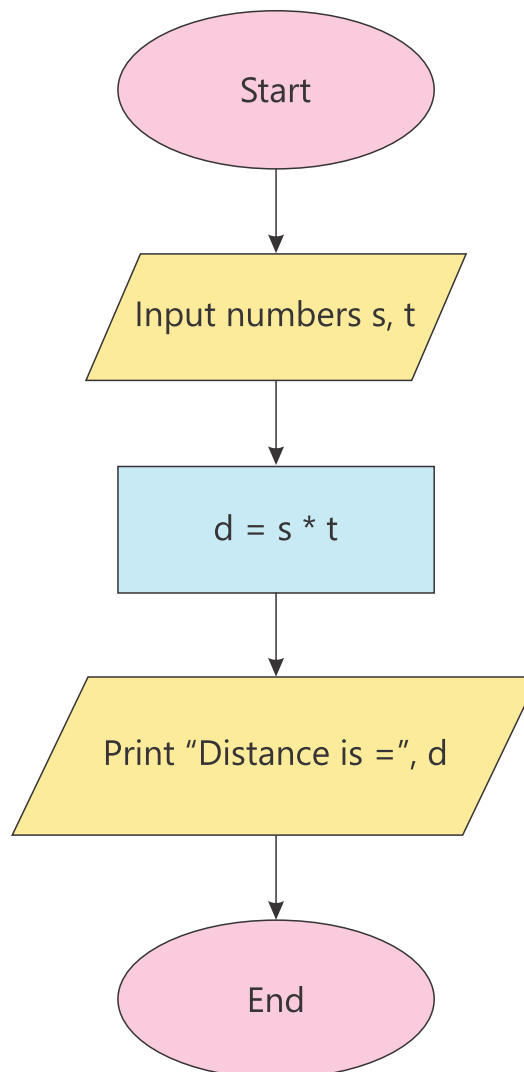 Start
Input numbers s, t
d = s * t
Print “Distance is =”, d
End